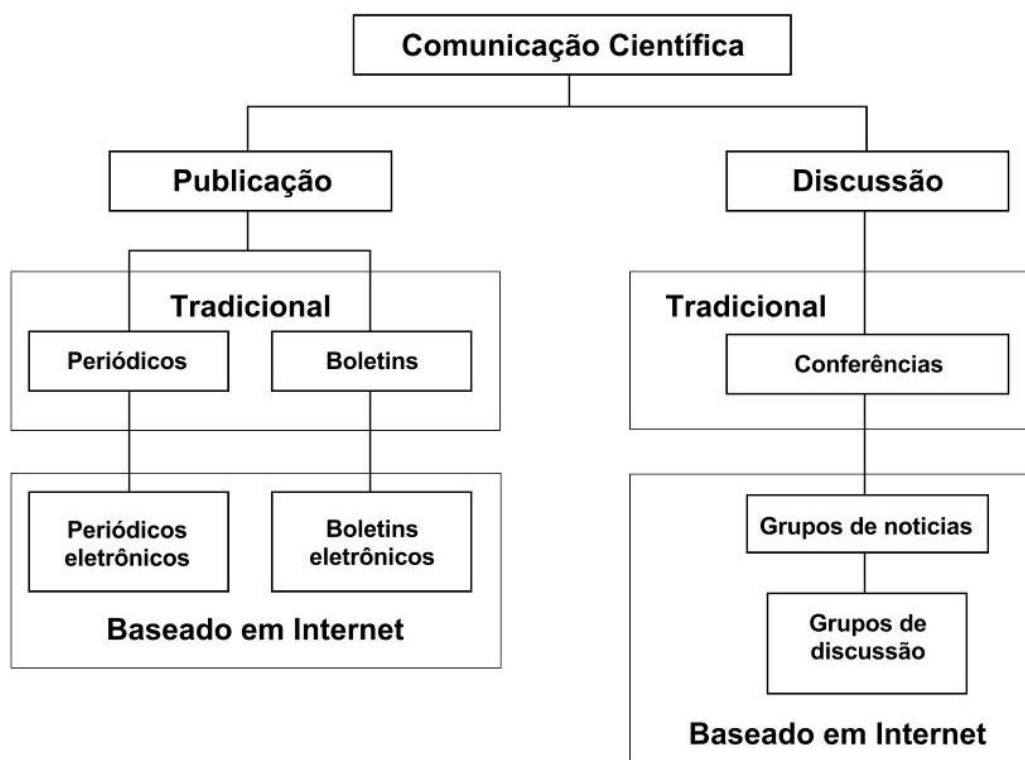 Comunicação Científica
Publicação
Discussão
Tradicional
Periódicos
Boletins
Tradicional
Conferências
Periódicos
eletrônicos
Boletins
eletrônicos
Baseado em Internet
Grupos de noticias
Grupos de
discussão
Baseado em Internet